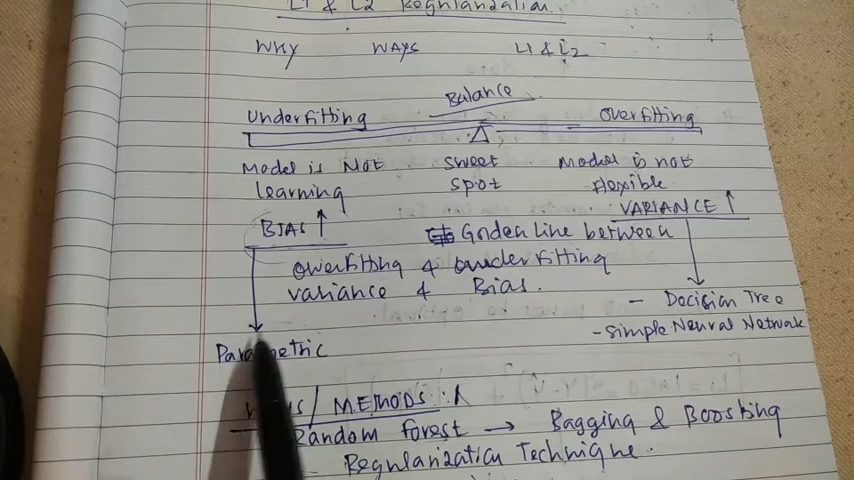 L1 & L2 Regularization
WHY WAYS L1 & L2
Balance
Underfitting Overfitting
Model is Not sweet Model is not
learning spot flexible
BIAS ↑ VARIANCE ↑
Golden Line between
overfitting & underfitting
variance & Bias.
- Decision Tree
- Simple Neural Network
Parametric
METHODS :
Random Forest → Bagging & Boosting
Regularization Technique.